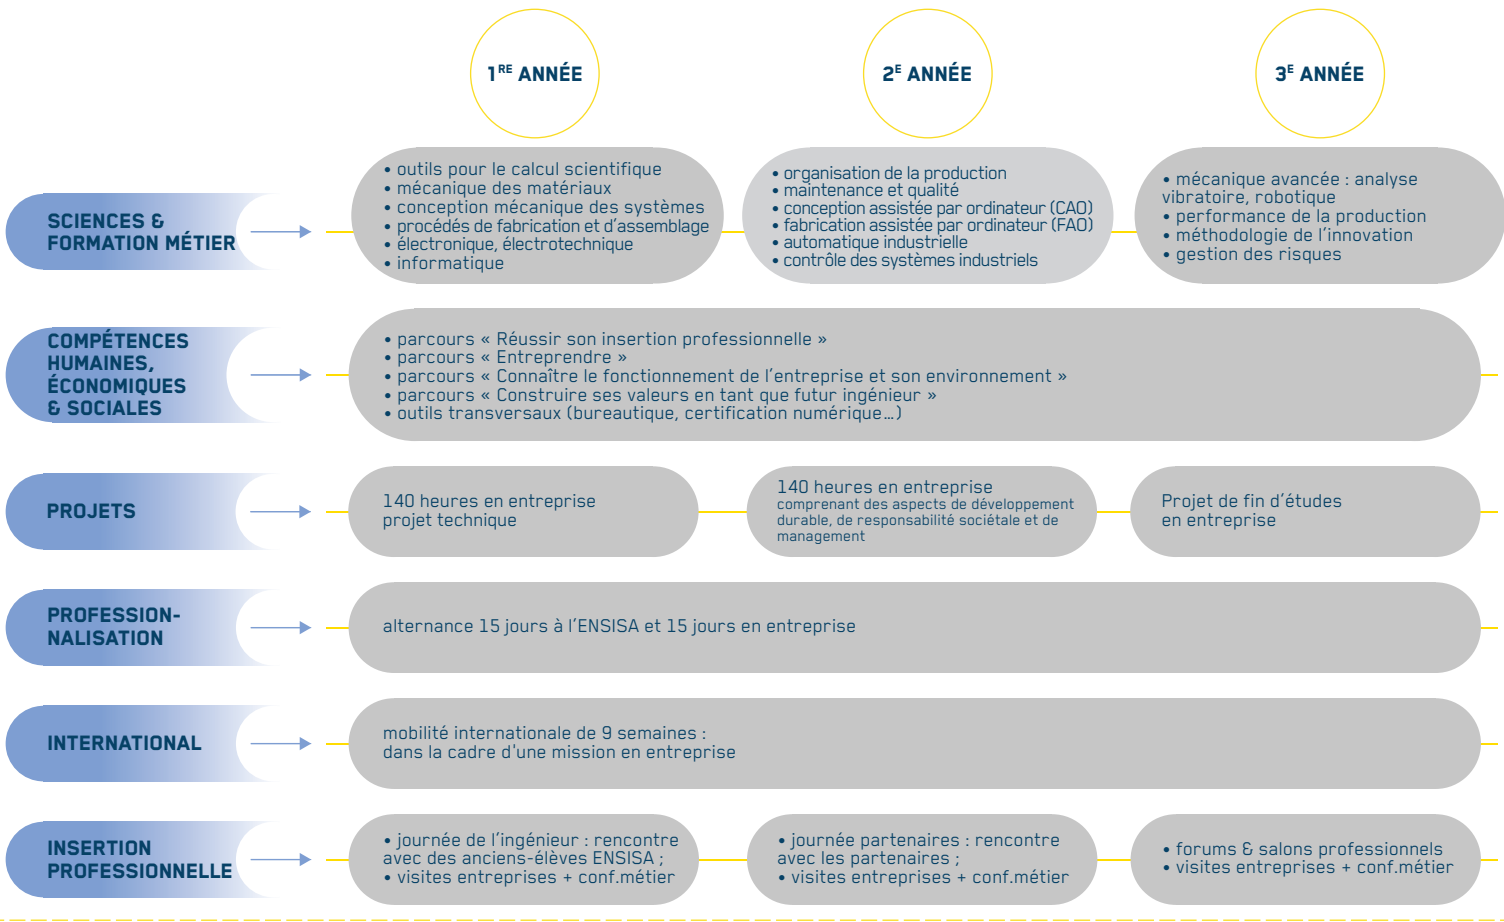 1RE ANNÉE
2E ANNÉE
3E ANNÉE
SCIENCES &
FORMATION MÉTIER
• outils pour le calcul scientifique
• mécanique des matériaux
• conception mécanique des systèmes
• procédés de fabrication et d'assemblage
• électronique, électrotechnique
• informatique
• organisation de la production
• maintenance et qualité
• conception assistée par ordinateur (CAO)
• fabrication assistée par ordinateur (FAO)
• automatique industrielle
• contrôle des systèmes industriels
• mécanique avancée : analyse
vibratoire, robotique
• performance de la production
• méthodologie de l'innovation
• gestion des risques
COMPÉTENCES
HUMAINES,
ÉCONOMIQUES
& SOCIALES
• parcours « Réussir son insertion professionnelle »
• parcours « Entreprendre »
• parcours « Connaître le fonctionnement de l'entreprise et son environnement »
• parcours « Construire ses valeurs en tant que futur ingénieur »
• outils transversaux (bureautique, certification numérique…)
PROJETS
140 heures en entreprise
projet technique
140 heures en entreprise
comprenant des aspects de développement
durable, de responsabilité sociétale et de
management
Projet de fin d'études
en entreprise
PROFESSION-
NALISATION
alternance 15 jours à l'ENSISA et 15 jours en entreprise
INTERNATIONAL
mobilité internationale de 9 semaines :
dans la cadre d'une mission en entreprise
INSERTION
PROFESSIONNELLE
• journée de l'ingénieur : rencontre
avec des anciens-élèves ENSISA ;
• visites entreprises + conf.métier
• journée partenaires : rencontre
avec les partenaires ;
• visites entreprises + conf.métier
• forums & salons professionnels
• visites entreprises + conf.métier